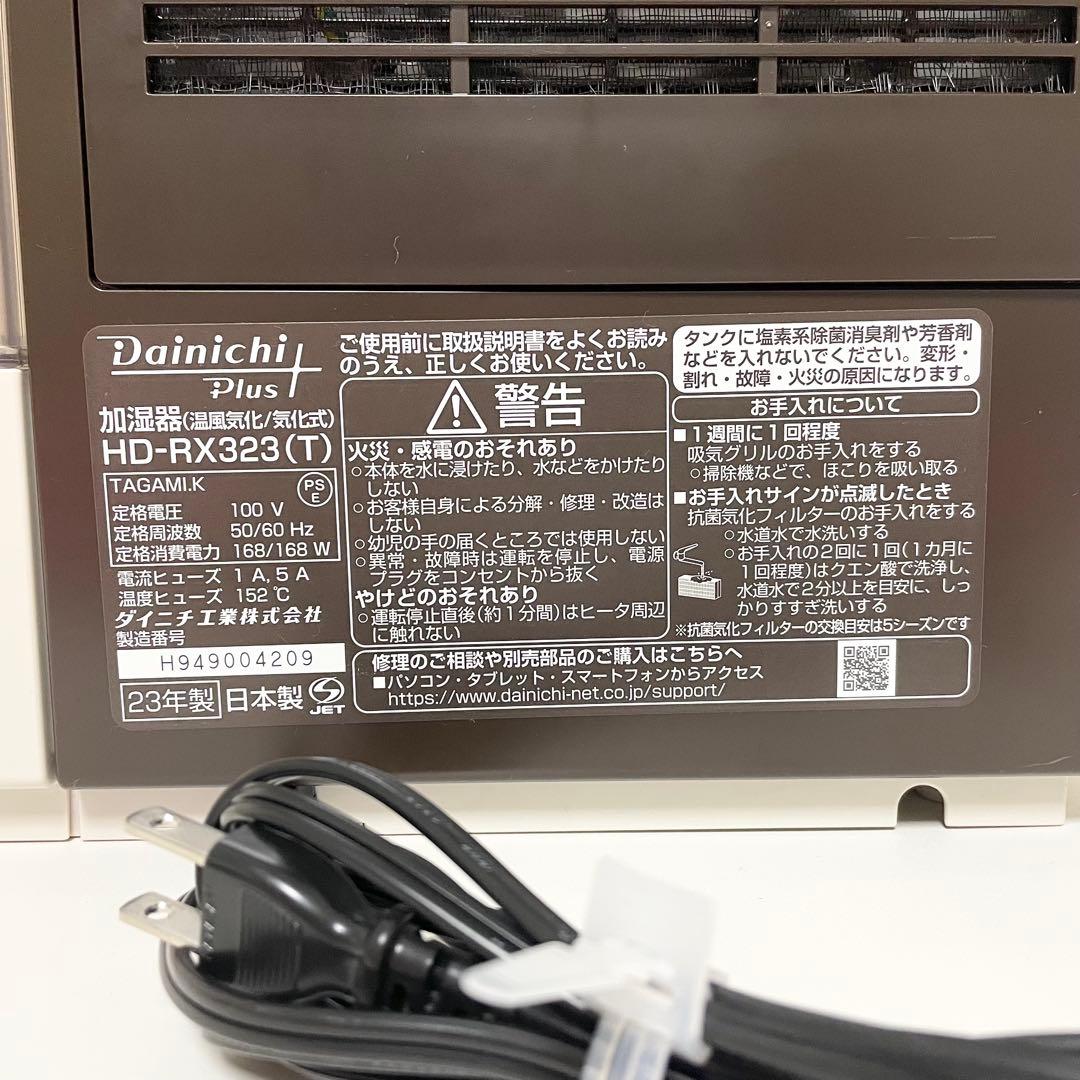 Dainichi
Plus
加湿器(温風気化/気化式)
HD-RX323(T)
TAGAMI.K
PS
E
定格電圧 100 V
定格周波数 50/60 Hz
定格消費電力 168/168 W
電流ヒューズ 1 A, 5 A
温度ヒューズ 152 ℃
ダイニチ工業株式会社
製造番号
H949004209
23年製
日本製
JET
ご使用前に取扱説明書をよくお読み
のうえ、正しくお使いください。
警告
火災・感電のおそれあり
○本体を水に浸けたり、水などをかけたり
しない
○お客様自身による分解・修理・改造は
しない
○幼児の手の届くところでは使用しない
○異常・故障時は運転を停止し、電源
プラグをコンセントから抜く
やけどのおそれあり
○運転停止直後(約1分間)はヒータ周辺
に触れない
タンクに塩素系除菌消臭剤や芳香剤
などを入れないでください。変形・
割れ・故障・火災の原因になります。
お手入れについて
■1週間に1回程度
吸気グリルのお手入れをする
○掃除機などで、ほこりを吸い取る
■お手入れサインが点滅したとき
抗菌気化フィルターのお手入れをする
○水道水で水洗いする
○お手入れの2回に1回(1カ月に
1回程度)はクエン酸で洗浄し、
水道水で2分以上を目安に、しっ
かりすすぎ洗いする
※抗菌気化フィルターの交換目安は5シーズンです
修理のご相談や別売部品のご購入はこちらへ
■パソコン・タブレット・スマートフォンからアクセス
https://www.dainichi-net.co.jp/support/